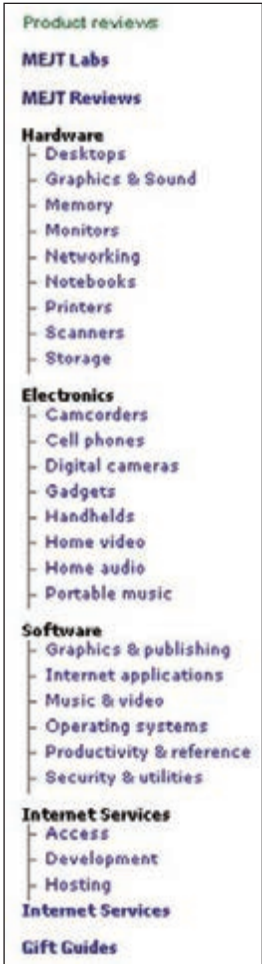 Product reviews
MEJT Labs
MEJT Reviews
Hardware
Desktops
Graphics & Sound
Memory
Monitors
Networking
Notebooks
Printers
Scanners
Storage
Electronics
Camcorders
Cell phones
Digital cameras
Gadgets
Handhelds
Home video
Home audio
Portable music
Software
Graphics & publishing
Internet applications
Music & video
Operating systems
Productivity & reference
Security & utilities
Internet Services
Access
Development
Hosting
Internet Services
Gift Guides